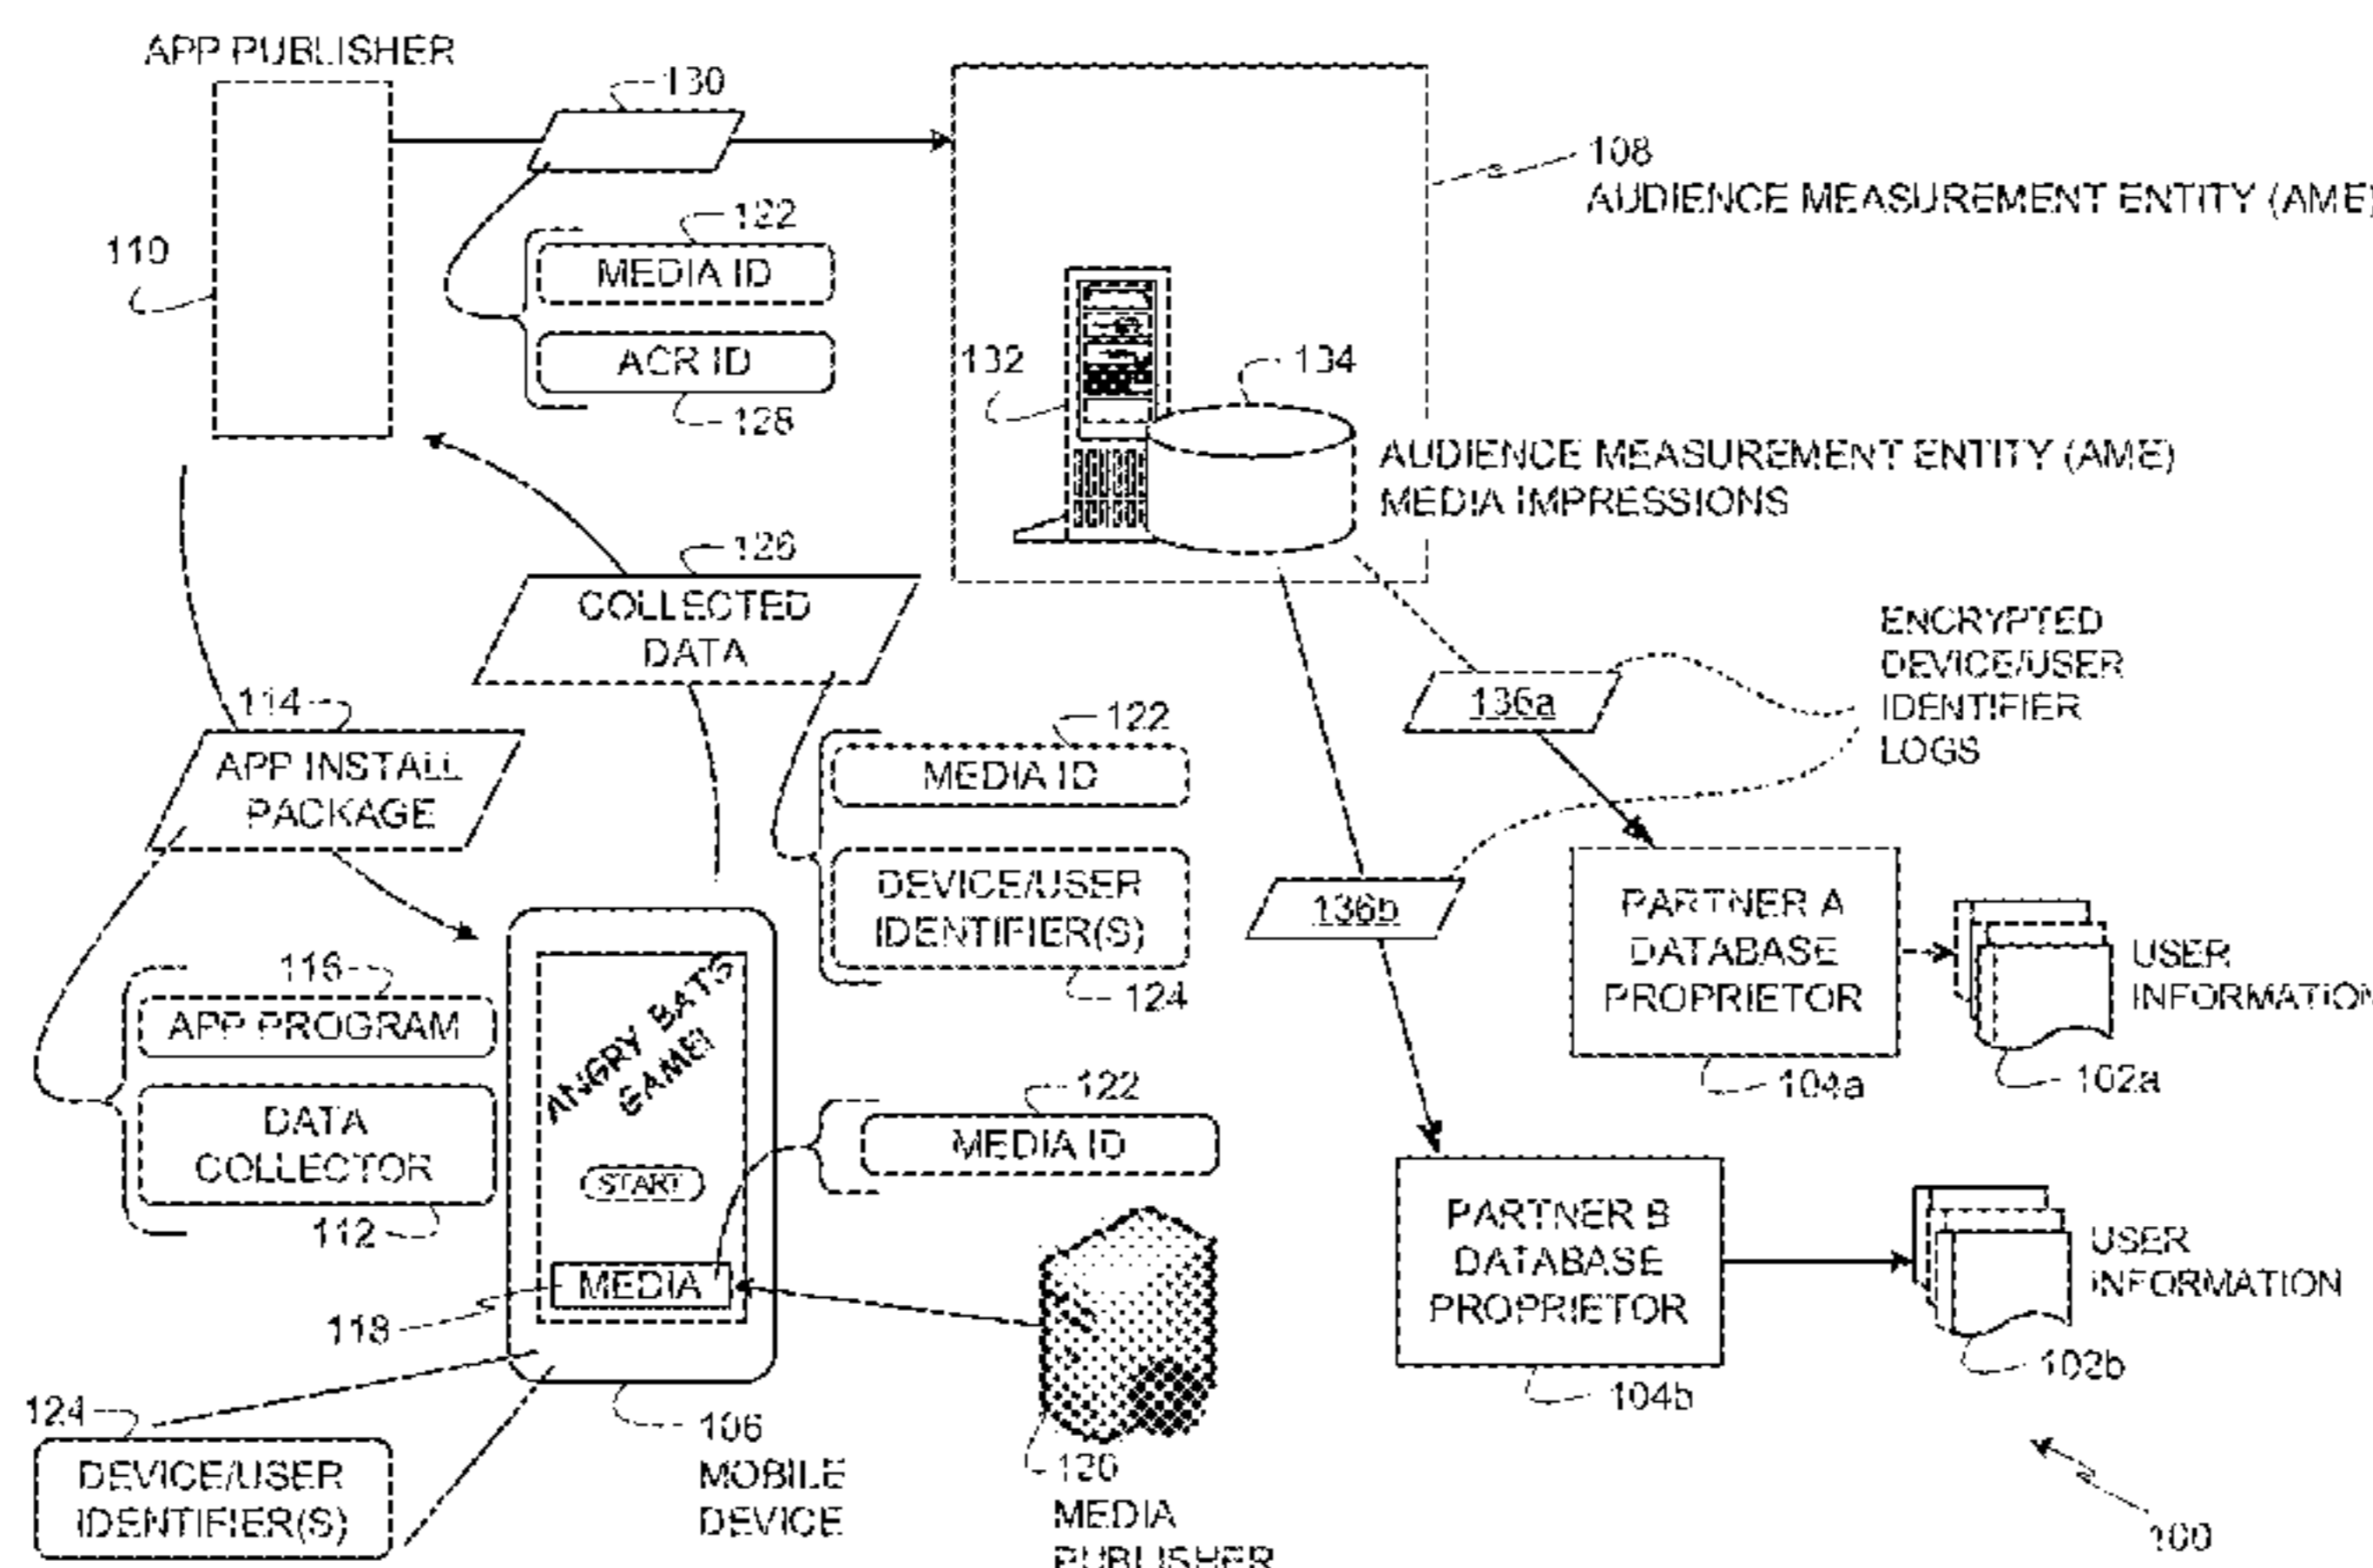 APP PUBLISHER
130
108
AUDIENCE MEASUREMENT ENTITY (AME)
122
110
MEDIA ID
ACR ID
128
132
134
AUDIENCE MEASUREMENT ENTITY (AME)
MEDIA IMPRESSIONS
126
COLLECTED
DATA
ENCRYPTED
DEVICE/USER
IDENTIFIER
LOGS
136a
114
APP INSTALL
PACKAGE
122
MEDIA ID
DEVICE/USER
IDENTIFIER(S)
124
136b
PARTNER A
DATABASE
PROPRIETOR
104a
USER
INFORMATION
102a
116
APP PROGRAM
DATA
COLLECTOR
112
ANGRY BATS
GAME!
START
MEDIA
118
122
MEDIA ID
PARTNER B
DATABASE
PROPRIETOR
104b
USER
INFORMATION
102b
124
DEVICE/USER
IDENTIFIER(S)
106
MOBILE
DEVICE
120
MEDIA
PUBLISHER
100